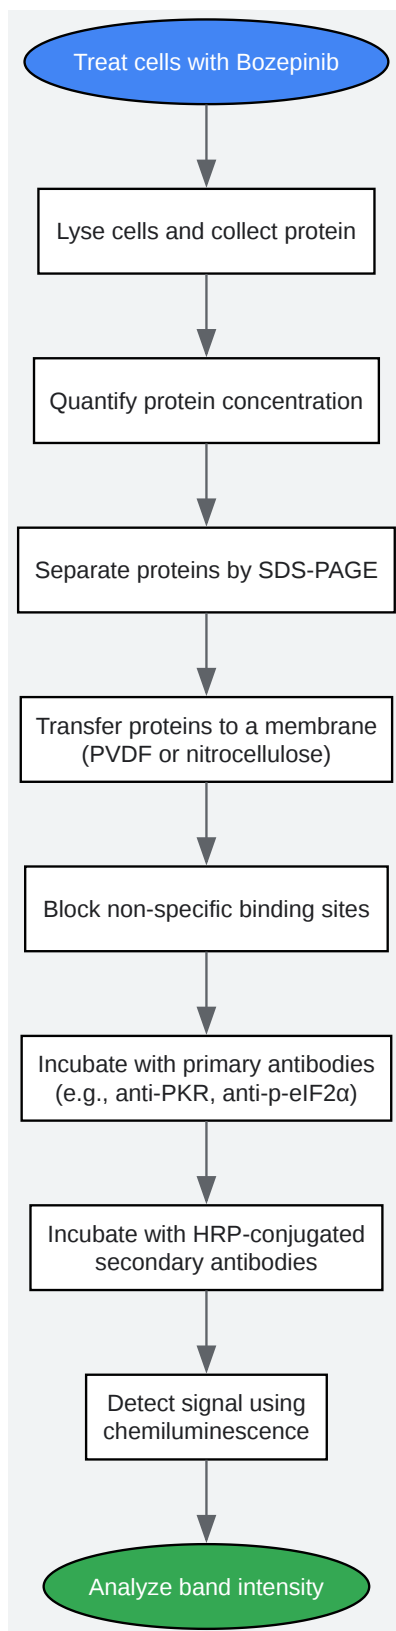 Treat cells with Bozepinib
Lyse cells and collect protein
Quantify protein concentration
Separate proteins by SDS-PAGE
Transfer proteins to a membrane
(PVDF or nitrocellulose)
Block non-specific binding sites
Incubate with primary antibodies
(e.g., anti-PKR, anti-p-eIF2α)
Incubate with HRP-conjugated
secondary antibodies
Detect signal using
chemiluminescence
Analyze band intensity